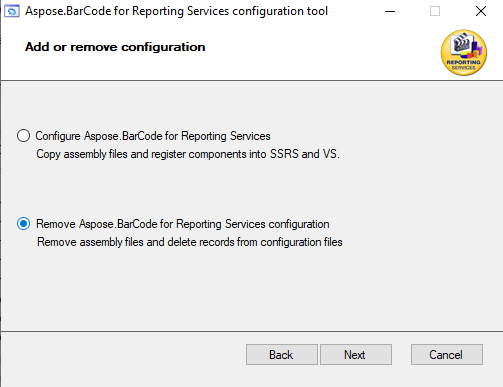 Aspose.BarCode for Reporting Services configuration tool
Add or remove configuration
REPORTING
SERVICES
Configure Aspose.BarCode for Reporting Services
Copy assembly files and register components into SSRS and VS.
Remove Aspose.BarCode for Reporting Services configuration
Remove assembly files and delete records from configuration files
Back Next Cancel